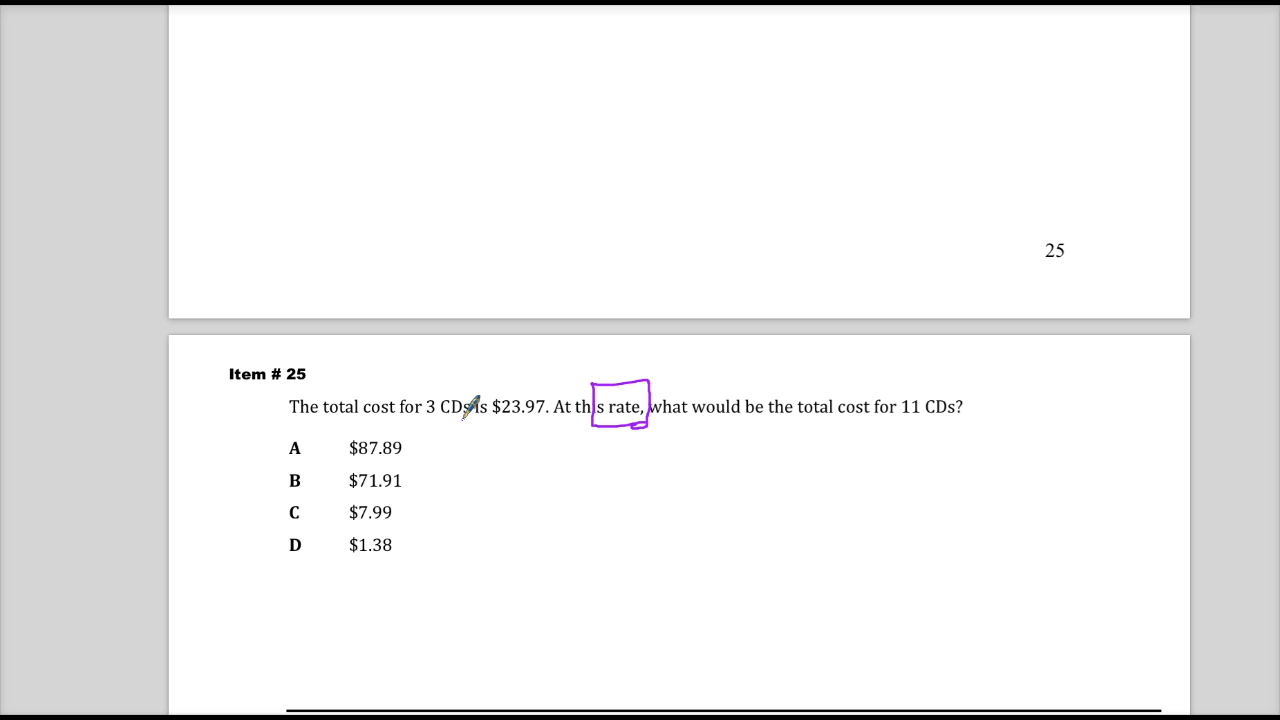 25
Item # 25
The total cost for 3 CDs is $23.97. At this rate, what would be the total cost for 11 CDs?
A $87.89
B $71.91
C $7.99
D $1.38